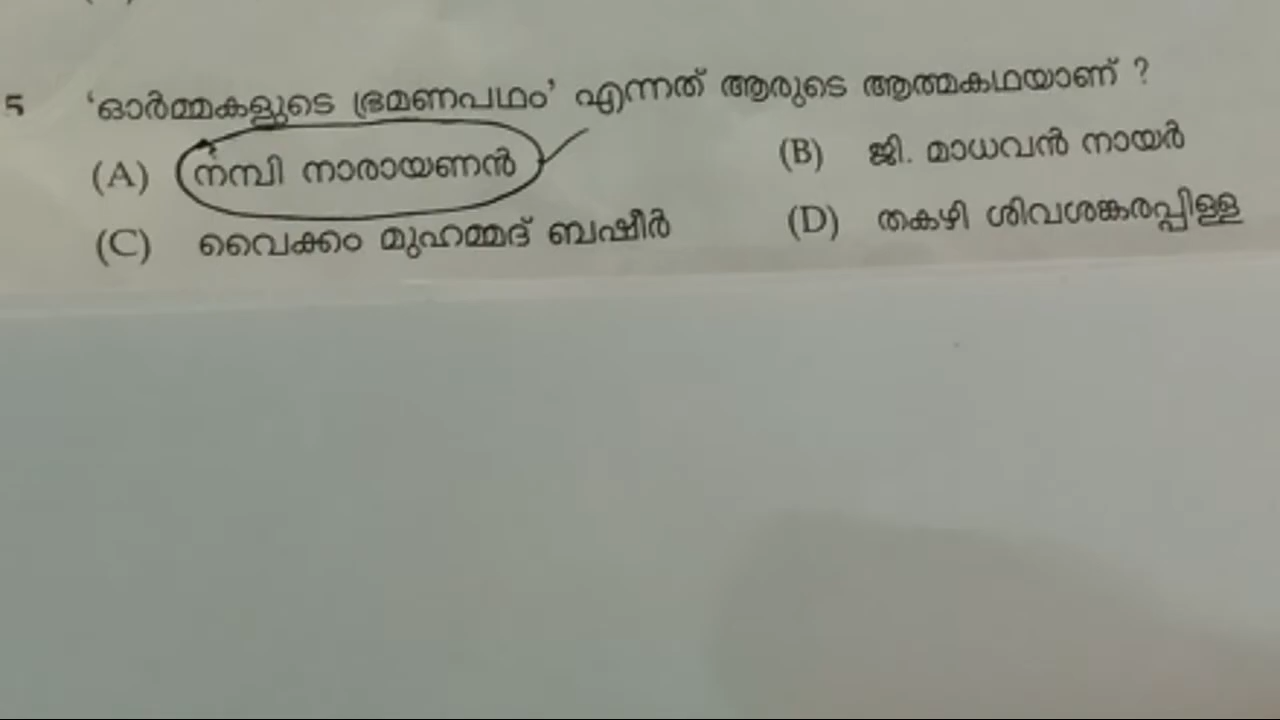 5 'ഓർമ്മകളുടെ ഭ്രമണപഥം' എന്നത് ആരുടെ ആത്മകഥയാണ് ?
(A) നമ്പി നാരായണൻ (B) ജി. മാധവൻ നായർ
(C) വൈക്കം മുഹമ്മദ് ബഷീർ (D) തകഴി ശിവശങ്കരപ്പിള്ള